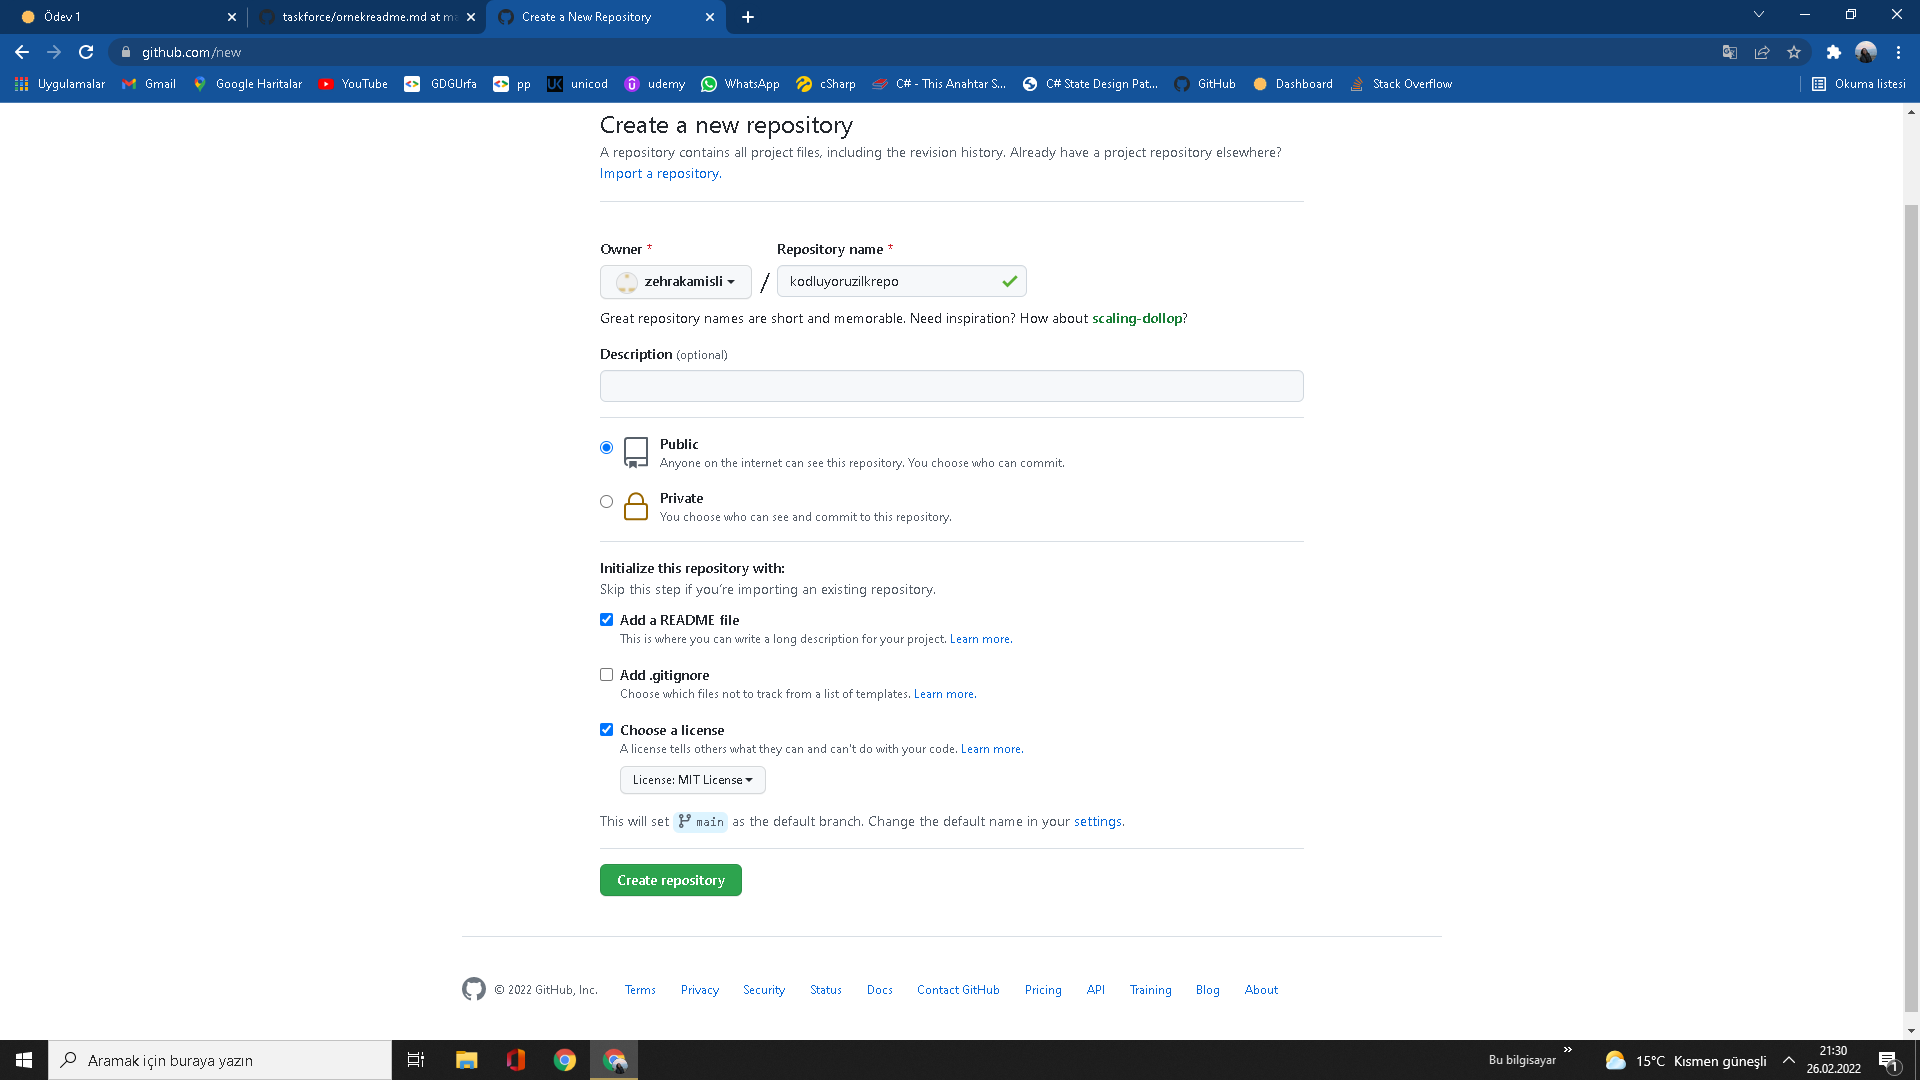 Ödev 1
taskforce/ornekreadme.md at ma
Create a New Repository
github.com/new
Uygulamalar
Gmail
Google Haritalar
YouTube
GDGUrfa
pp
unicod
udemy
WhatsApp
cSharp
C# - This Anahtar S...
C# State Design Pat...
GitHub
Dashboard
Stack Overflow
Okuma listesi
Create a new repository
A repository contains all project files, including the revision history. Already have a project repository elsewhere?
Import a repository.
Owner *
Repository name *
zehrakamisli
/
kodluyoruzilkrepo
Great repository names are short and memorable. Need inspiration? How about scaling-dollop?
Description (optional)
Public
Anyone on the internet can see this repository. You choose who can commit.
Private
You choose who can see and commit to this repository.
Initialize this repository with:
Skip this step if you're importing an existing repository.
Add a README file
This is where you can write a long description for your project. Learn more.
Add .gitignore
Choose which files not to track from a list of templates. Learn more.
Choose a license
A license tells others what they can and can't do with your code. Learn more.
License: MIT License
This will set main as the default branch. Change the default name in your settings.
Create repository
© 2022 GitHub, Inc.
Terms
Privacy
Security
Status
Docs
Contact GitHub
Pricing
API
Training
Blog
About
Aramak için buraya yazın
Bu bilgisayar
»
15°C Kısmen güneşli
21:30
26.02.2022
1